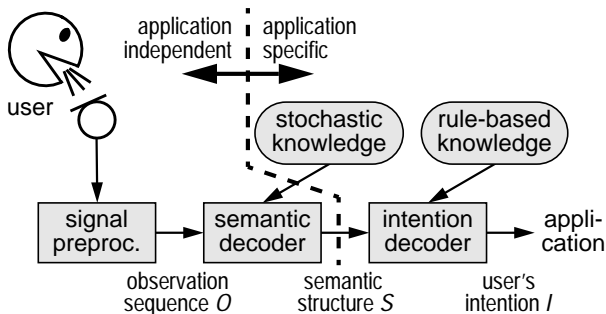 application
independent
application
specific
user
stochastic
knowledge
rule-based
knowledge
signal
preproc.
semantic
decoder
intention
decoder
appli-
cation
observation
sequence O
semantic
structure S
user's
intention I